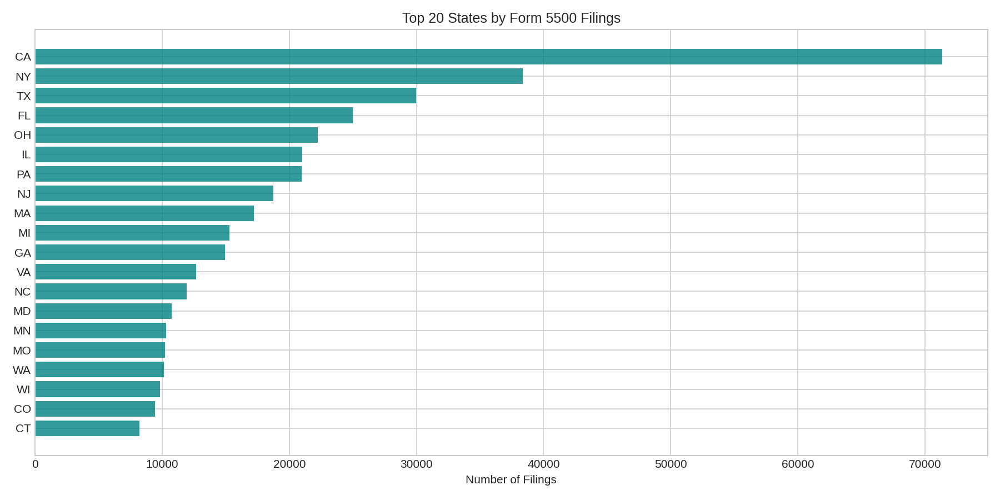 Top 20 States by Form 5500 Filings
CA
NY
TX
FL
OH
IL
PA
NJ
MA
MI
GA
VA
NC
MD
MN
MO
WA
WI
CO
CT
0 10000 20000 30000 40000 50000 60000 70000
Number of Filings